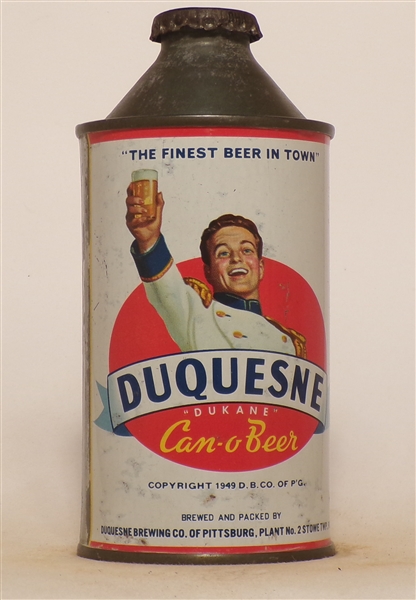 "THE FINEST BEER IN TOWN"
DUQUESNE
"DUKANE"
Can-o-Beer
COPYRIGHT 1949 D. B. CO. OF P'G.
BREWED AND PACKED BY
DUQUESNE BREWING CO. OF PITTSBURG, PLANT No. 2 STOWE